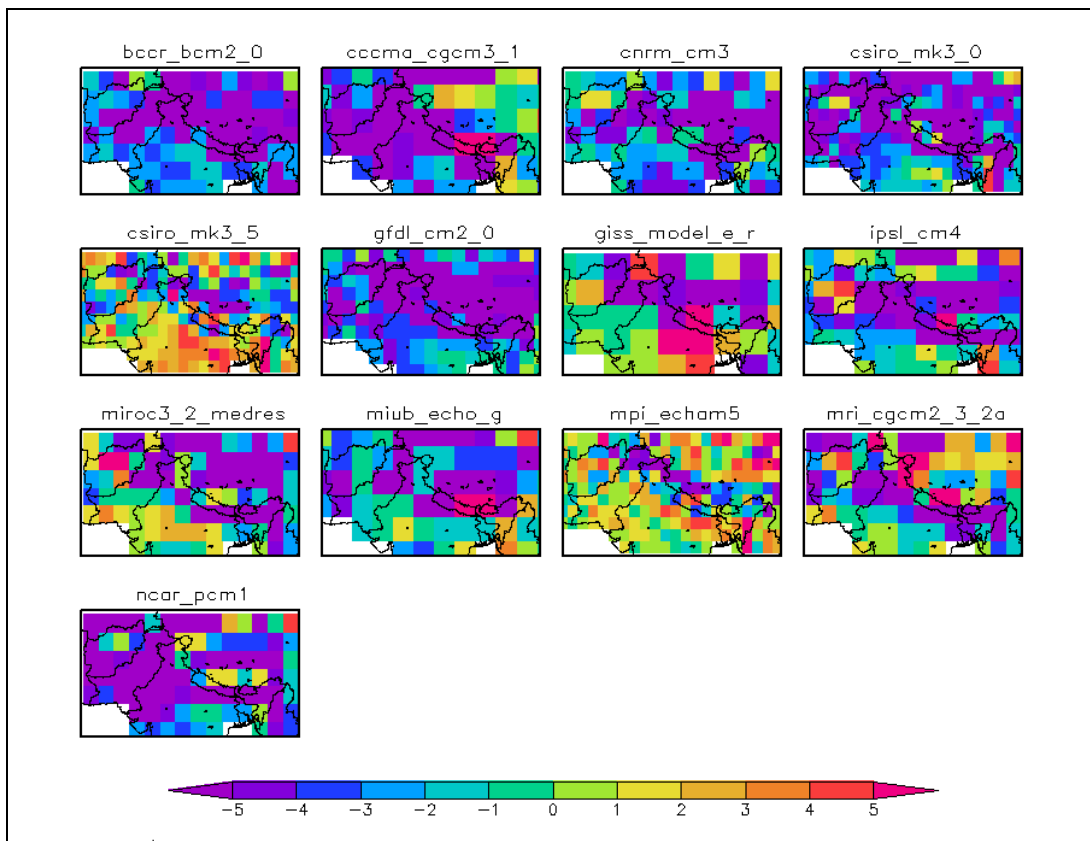 bccr_bcm2_0 cccma_cgcm3_1 cnrm_cm3 csiro_mk3_0
csiro_mk3_5 gfdl_cm2_0 giss_model_e_r ipsl_cm4
miroc3_2_medres miub_echo_g mpi_echam5 mri_cgcm2_3_2a
ncar_pcm1
-5 -4 -3 -2 -1 0 1 2 3 4 5